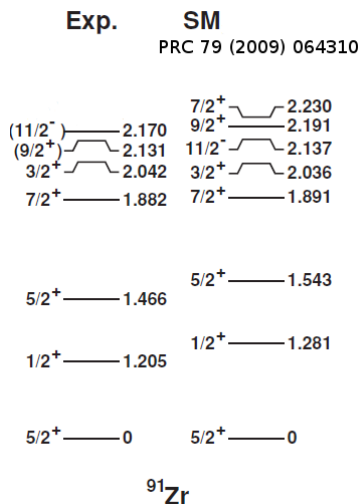 Exp. SM
PRC 79 (2009) 064310
7/2+ 2.230
(11/2-) 2.170 9/2+ 2.191
(9/2+) 2.131 11/2- 2.137
3/2+ 2.042 3/2+ 2.036
7/2+ 1.882 7/2+ 1.891
5/2+ 1.543
5/2+ 1.466
1/2+ 1.281
1/2+ 1.205
5/2+ 0 5/2+ 0
91Zr